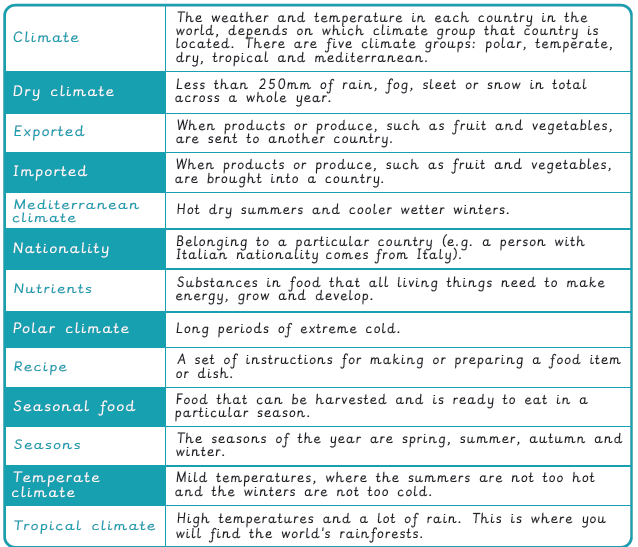 Climate
The weather and temperature in each country in the
world, depends on which climate group that country is
located. There are five climate groups: polar, temperate,
dry, tropical and mediterranean.
Dry climate
Less than 250mm of rain, fog, sleet or snow in total
across a whole year.
Exported
When products or produce, such as fruit and vegetables,
are sent to another country.
Imported
When products or produce, such as fruit and vegetables,
are brought into a country.
Mediterranean
climate
Hot dry summers and cooler wetter winters.
Nationality
Belonging to a particular country (e.g. a person with
Italian nationality comes from Italy).
Nutrients
Substances in food that all living things need to make
energy, grow and develop.
Polar climate
Long periods of extreme cold.
Recipe
A set of instructions for making or preparing a food item
or dish.
Seasonal food
Food that can be harvested and is ready to eat in a
particular season.
Seasons
The seasons of the year are spring, summer, autumn and
winter.
Temperate
climate
Mild temperatures, where the summers are not too hot
and the winters are not too cold.
Tropical climate
High temperatures and a lot of rain. This is where you
will find the world's rainforests.